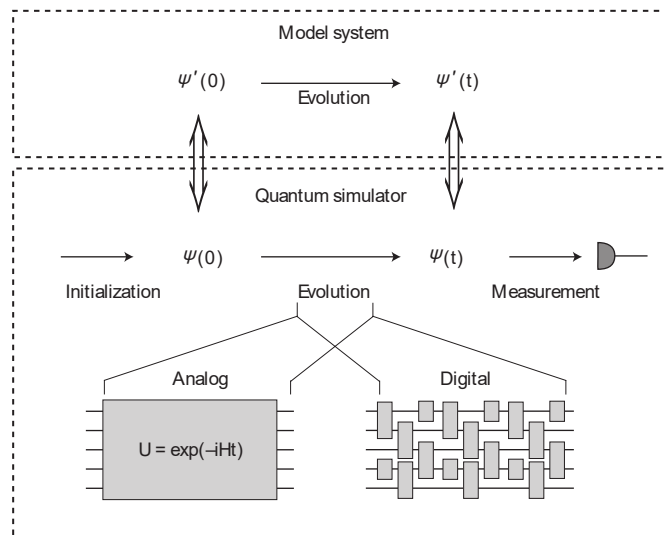 Model system
ψ′(0) ψ′(t)
Evolution
Quantum simulator
ψ(0) ψ(t)
Initialization Evolution Measurement
Analog Digital
U = exp(–iHt)